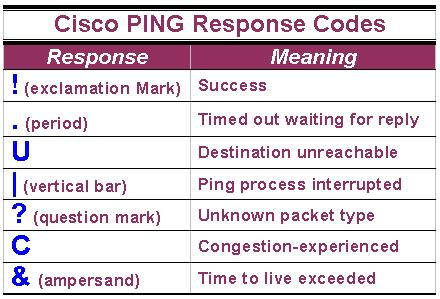 Cisco PING Response Codes
Response Meaning
! (exclamation Mark) Success
. (period) Timed out waiting for reply
U Destination unreachable
| (vertical bar) Ping process interrupted
? (question mark) Unknown packet type
C Congestion-experienced
& (ampersand) Time to live exceeded